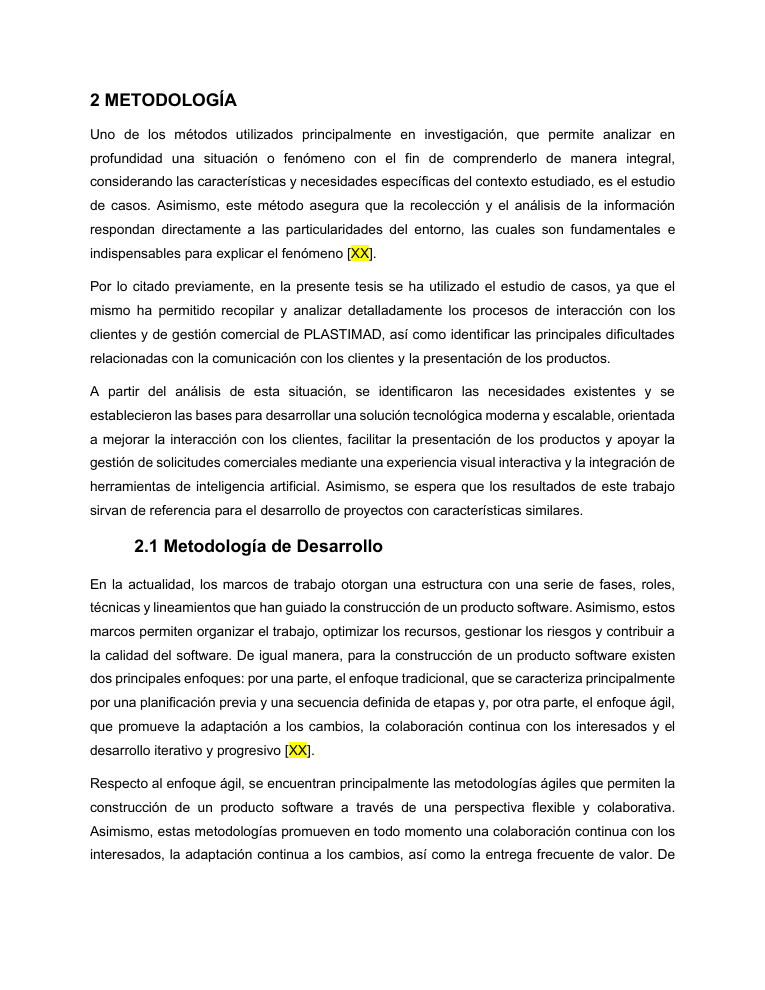 2 METODOLOGÍA
Uno de los métodos utilizados principalmente en investigación, que permite analizar en
profundidad una situación o fenómeno con el fin de comprenderlo de manera integral,
considerando las características y necesidades específicas del contexto estudiado, es el estudio
de casos. Asimismo, este método asegura que la recolección y el análisis de la información
respondan directamente a las particularidades del entorno, las cuales son fundamentales e
indispensables para explicar el fenómeno [XX].
Por lo citado previamente, en la presente tesis se ha utilizado el estudio de casos, ya que el
mismo ha permitido recopilar y analizar detalladamente los procesos de interacción con los
clientes y de gestión comercial de PLASTIMAD, así como identificar las principales dificultades
relacionadas con la comunicación con los clientes y la presentación de los productos.
A partir del análisis de esta situación, se identificaron las necesidades existentes y se
establecieron las bases para desarrollar una solución tecnológica moderna y escalable, orientada
a mejorar la interacción con los clientes, facilitar la presentación de los productos y apoyar la
gestión de solicitudes comerciales mediante una experiencia visual interactiva y la integración de
herramientas de inteligencia artificial. Asimismo, se espera que los resultados de este trabajo
sirvan de referencia para el desarrollo de proyectos con características similares.
2.1 Metodología de Desarrollo
En la actualidad, los marcos de trabajo otorgan una estructura con una serie de fases, roles,
técnicas y lineamientos que han guiado la construcción de un producto software. Asimismo, estos
marcos permiten organizar el trabajo, optimizar los recursos, gestionar los riesgos y contribuir a
la calidad del software. De igual manera, para la construcción de un producto software existen
dos principales enfoques: por una parte, el enfoque tradicional, que se caracteriza principalmente
por una planificación previa y una secuencia definida de etapas y, por otra parte, el enfoque ágil,
que promueve la adaptación a los cambios, la colaboración continua con los interesados y el
desarrollo iterativo y progresivo [XX].
Respecto al enfoque ágil, se encuentran principalmente las metodologías ágiles que permiten la
construcción de un producto software a través de una perspectiva flexible y colaborativa.
Asimismo, estas metodologías promueven en todo momento una colaboración continua con los
interesados, la adaptación continua a los cambios, así como la entrega frecuente de valor. De